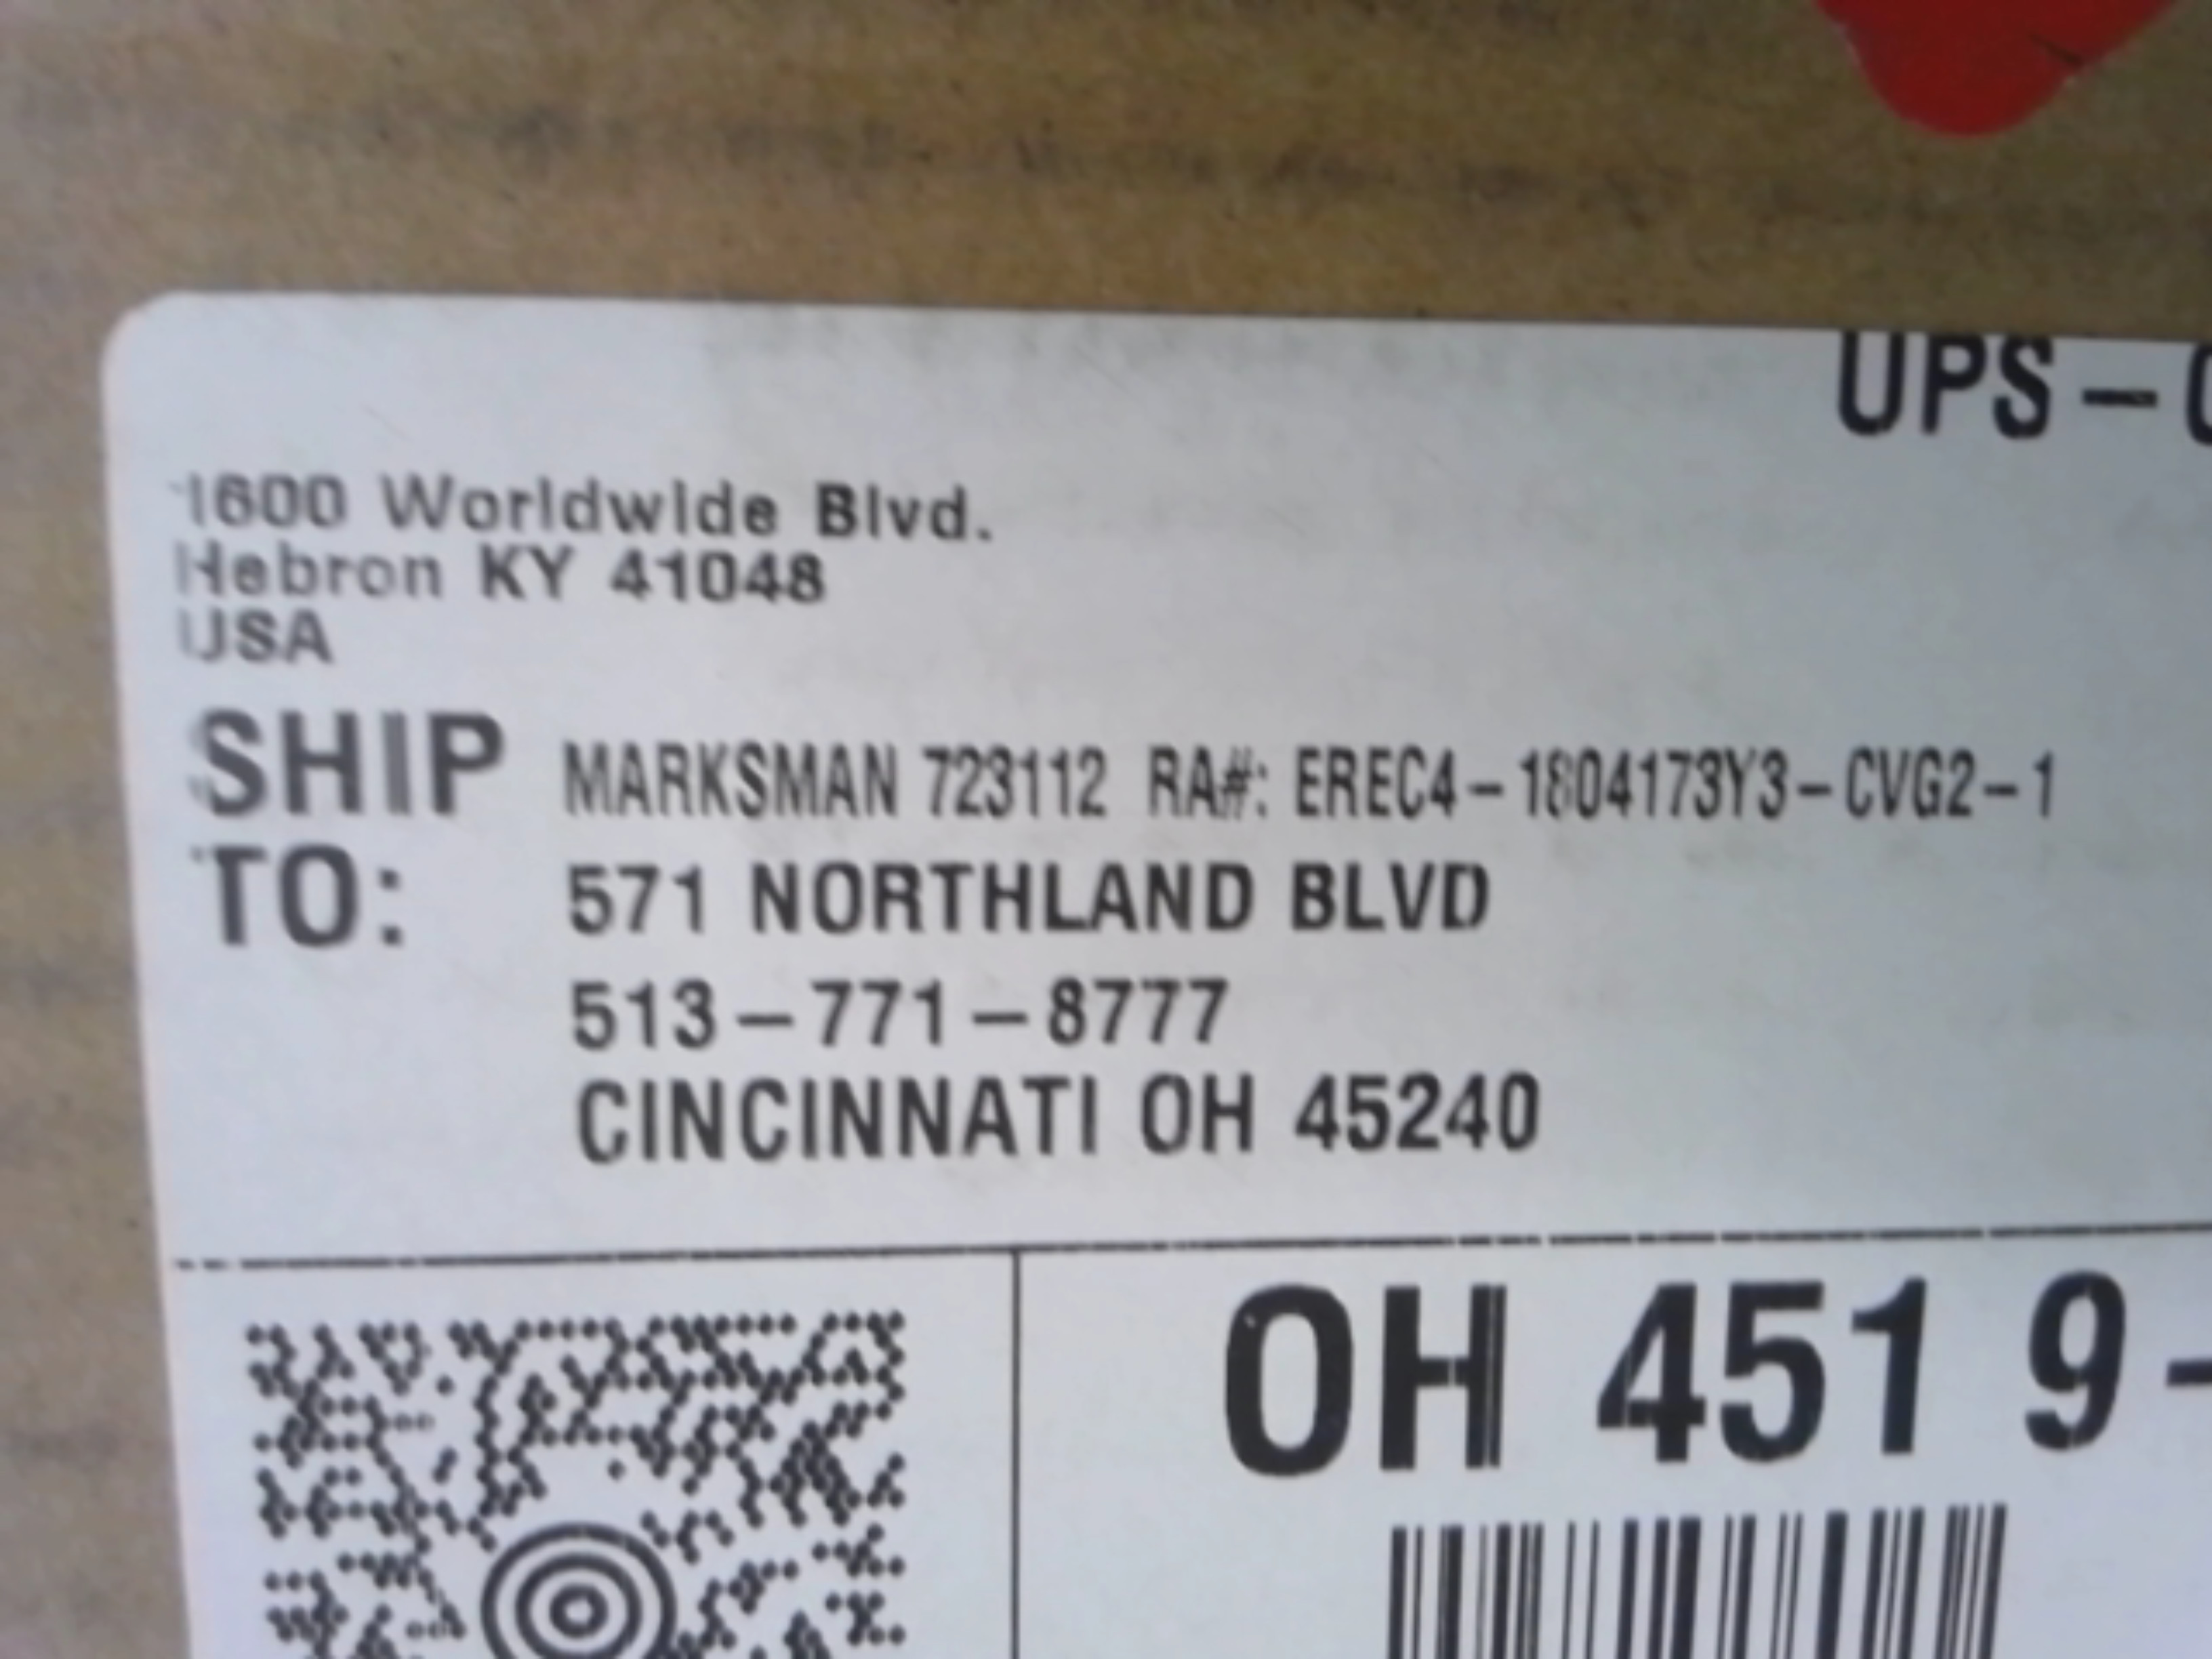 UPS-
1600 Worldwide Blvd.
Hebron KY 41048
USA
SHIP TO: MARKSMAN 723112 RA#: EREC4-1804173Y3-CVG2-1
571 NORTHLAND BLVD
513-771-8777
CINCINNATI OH 45240
OH 451 9-